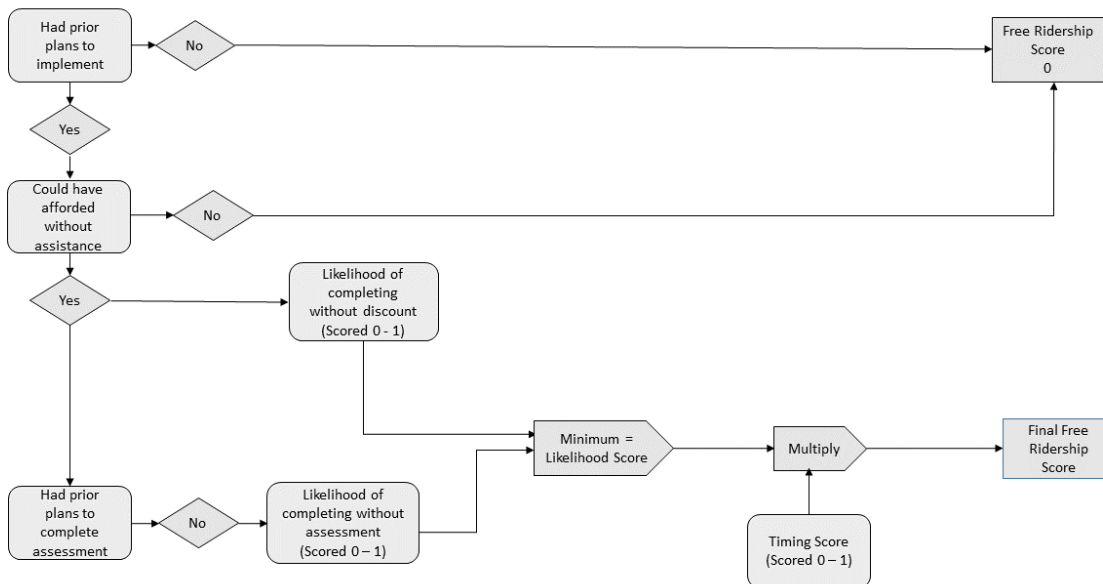 Had prior
plans to
implement
No
Free Ridership
Score
0
Yes
Could have
afforded
without
assistance
No
Yes
Likelihood of
completing
without discount
(Scored 0 - 1)
Minimum =
Likelihood Score
Multiply
Final Free
Ridership
Score
Had prior
plans to
complete
assessment
No
Likelihood of
completing without
assessment
(Scored 0 – 1)
Timing Score
(Scored 0 – 1)